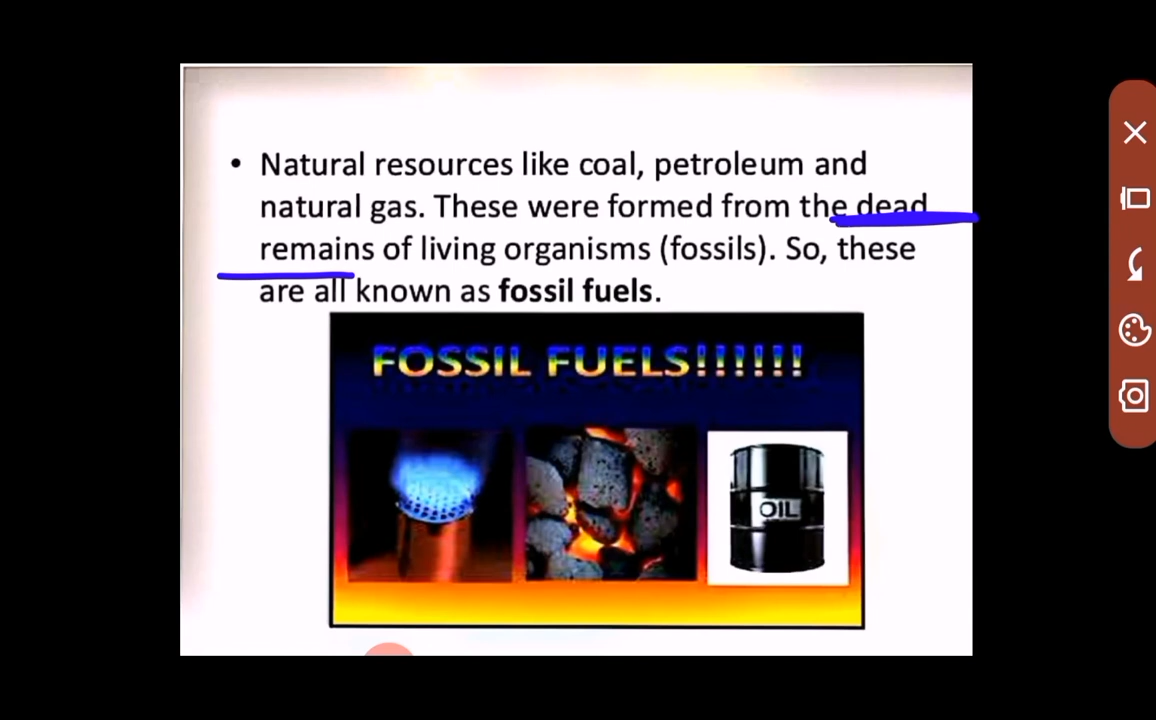 • Natural resources like coal, petroleum and
natural gas. These were formed from the dead
remains of living organisms (fossils). So, these
are all known as fossil fuels.
FOSSIL FUELS!!!!!!
OIL